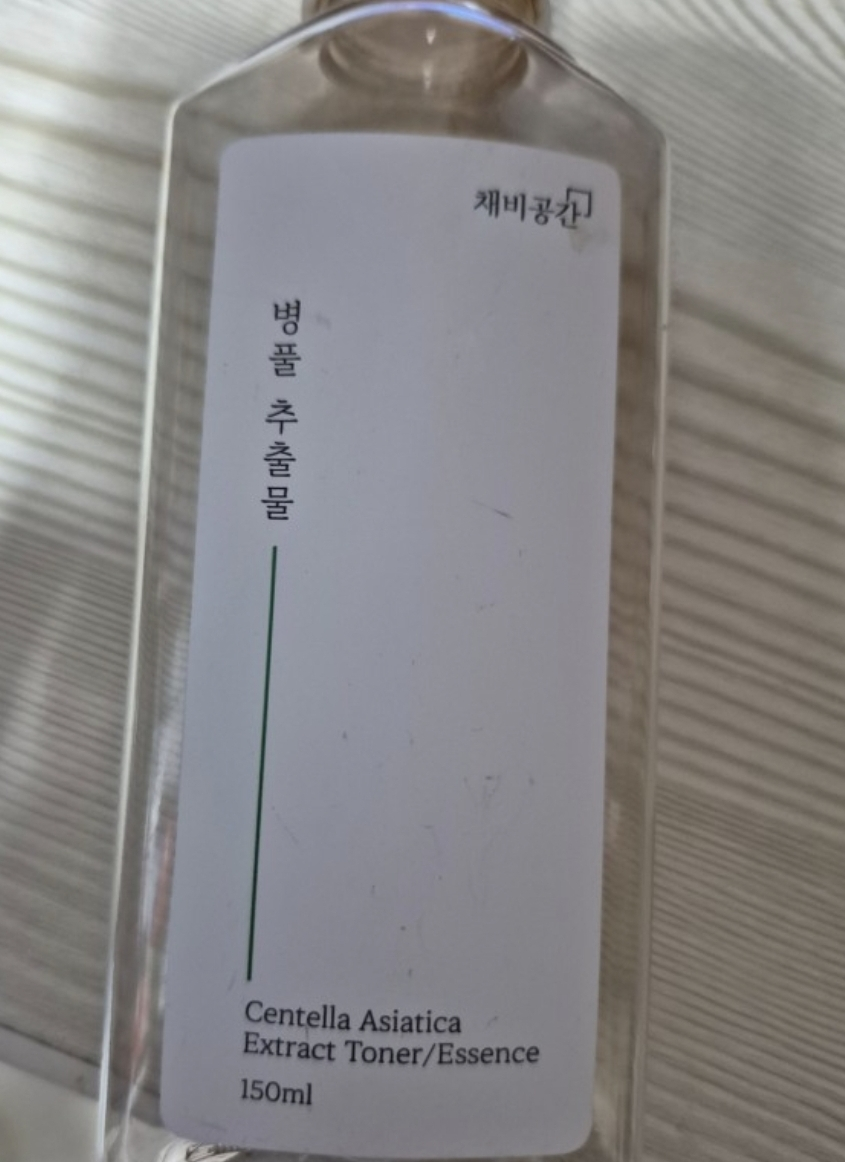 채비공간
병풀 추출물
Centella Asiatica
Extract Toner/Essence
150ml